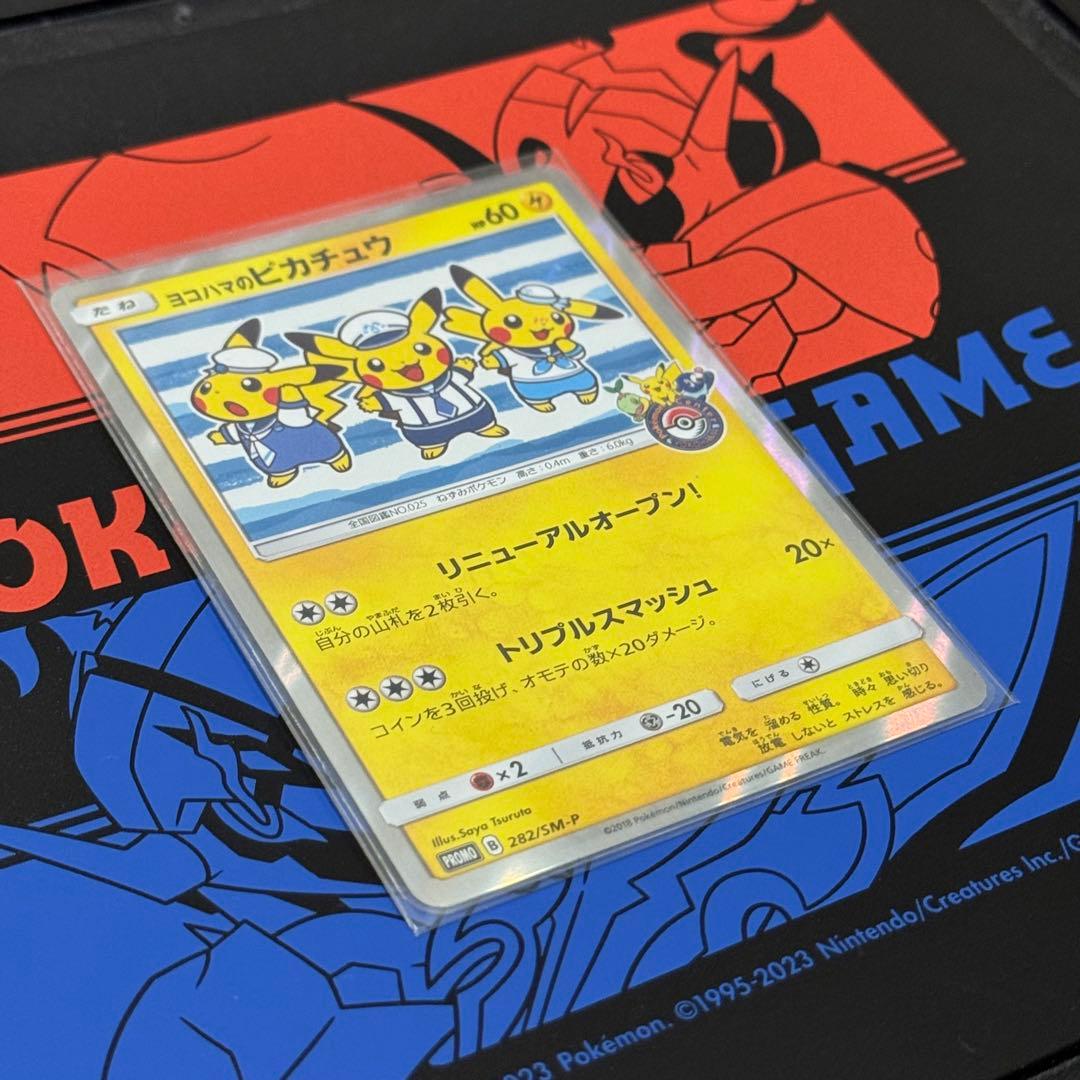 たね ヨコハマのピカチュウ HP60
全国図鑑NO.025 ねずみポケモン 高さ:0.4m 重さ:6.0kg
リニューアルオープン!
自分の山札を2枚引く。
トリプルスマッシュ 20×
コインを3回投げ、オモテの数×20ダメージ。
弱点 ×2 抵抗力 -20 にげる
電気を 溜める 性質。 時々 思い切り
放電 しないと ストレスを 感じる。
Illus.Saya Tsuruta
PROMO B 282/SM-P
©2018 Pokémon/Nintendo/Creatures/GAME FREAK.
OK
GAME
023 Pokémon. ©1995-2023 Nintendo/Creatures Inc./G